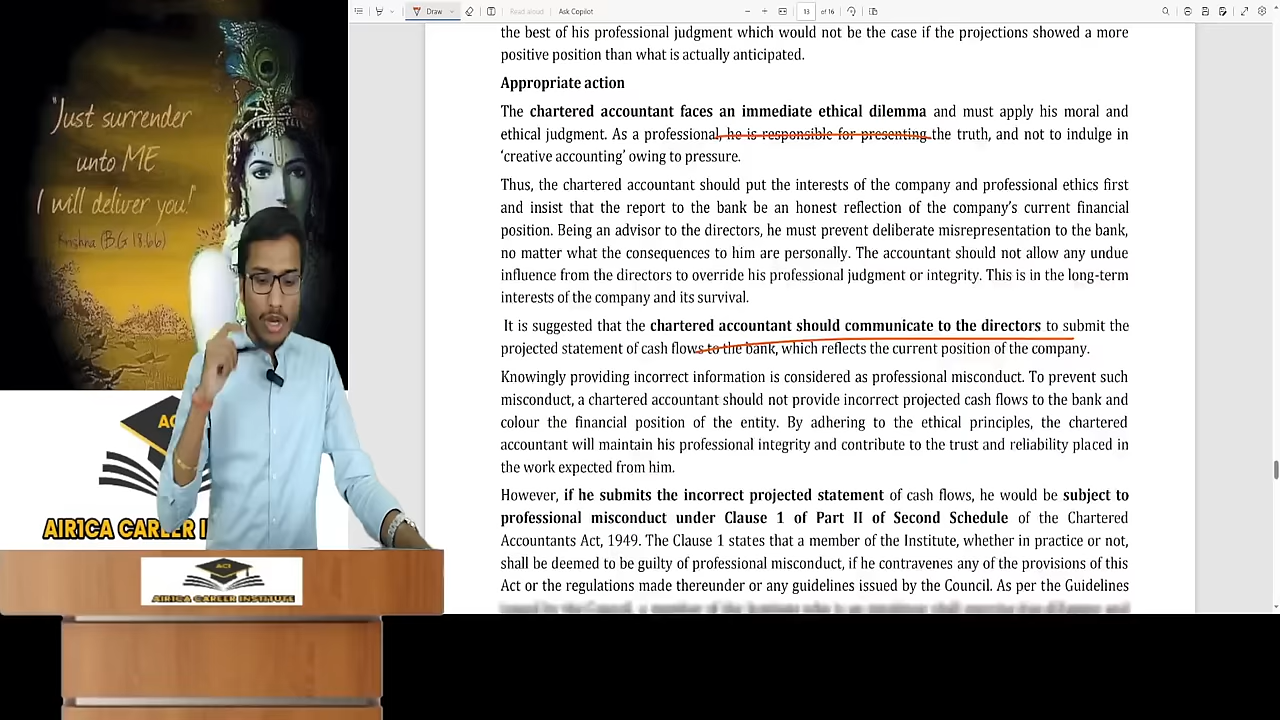 Draw
Read aloud
Ask Copilot
13
of 16
"Just surrender
unto ME
I will deliver you!"
Krishna (B.G 18.66)
ACI
AIR1CA CAREER I
ACI
AIR1CA CAREER INSTITUTE
the best of his professional judgment which would not be the case if the projections showed a more
positive position than what is actually anticipated.
Appropriate action
The chartered accountant faces an immediate ethical dilemma and must apply his moral and
ethical judgment. As a professional, he is responsible for presenting the truth, and not to indulge in
‘creative accounting’ owing to pressure.
Thus, the chartered accountant should put the interests of the company and professional ethics first
and insist that the report to the bank be an honest reflection of the company’s current financial
position. Being an advisor to the directors, he must prevent deliberate misrepresentation to the bank,
no matter what the consequences to him are personally. The accountant should not allow any undue
influence from the directors to override his professional judgment or integrity. This is in the long-term
interests of the company and its survival.
It is suggested that the chartered accountant should communicate to the directors to submit the
projected statement of cash flows to the bank, which reflects the current position of the company.
Knowingly providing incorrect information is considered as professional misconduct. To prevent such
misconduct, a chartered accountant should not provide incorrect projected cash flows to the bank and
colour the financial position of the entity. By adhering to the ethical principles, the chartered
accountant will maintain his professional integrity and contribute to the trust and reliability placed in
the work expected from him.
However, if he submits the incorrect projected statement of cash flows, he would be subject to
professional misconduct under Clause 1 of Part II of Second Schedule of the Chartered
Accountants Act, 1949. The Clause 1 states that a member of the Institute, whether in practice or not,
shall be deemed to be guilty of professional misconduct, if he contravenes any of the provisions of this
Act or the regulations made thereunder or any guidelines issued by the Council. As per the Guidelines